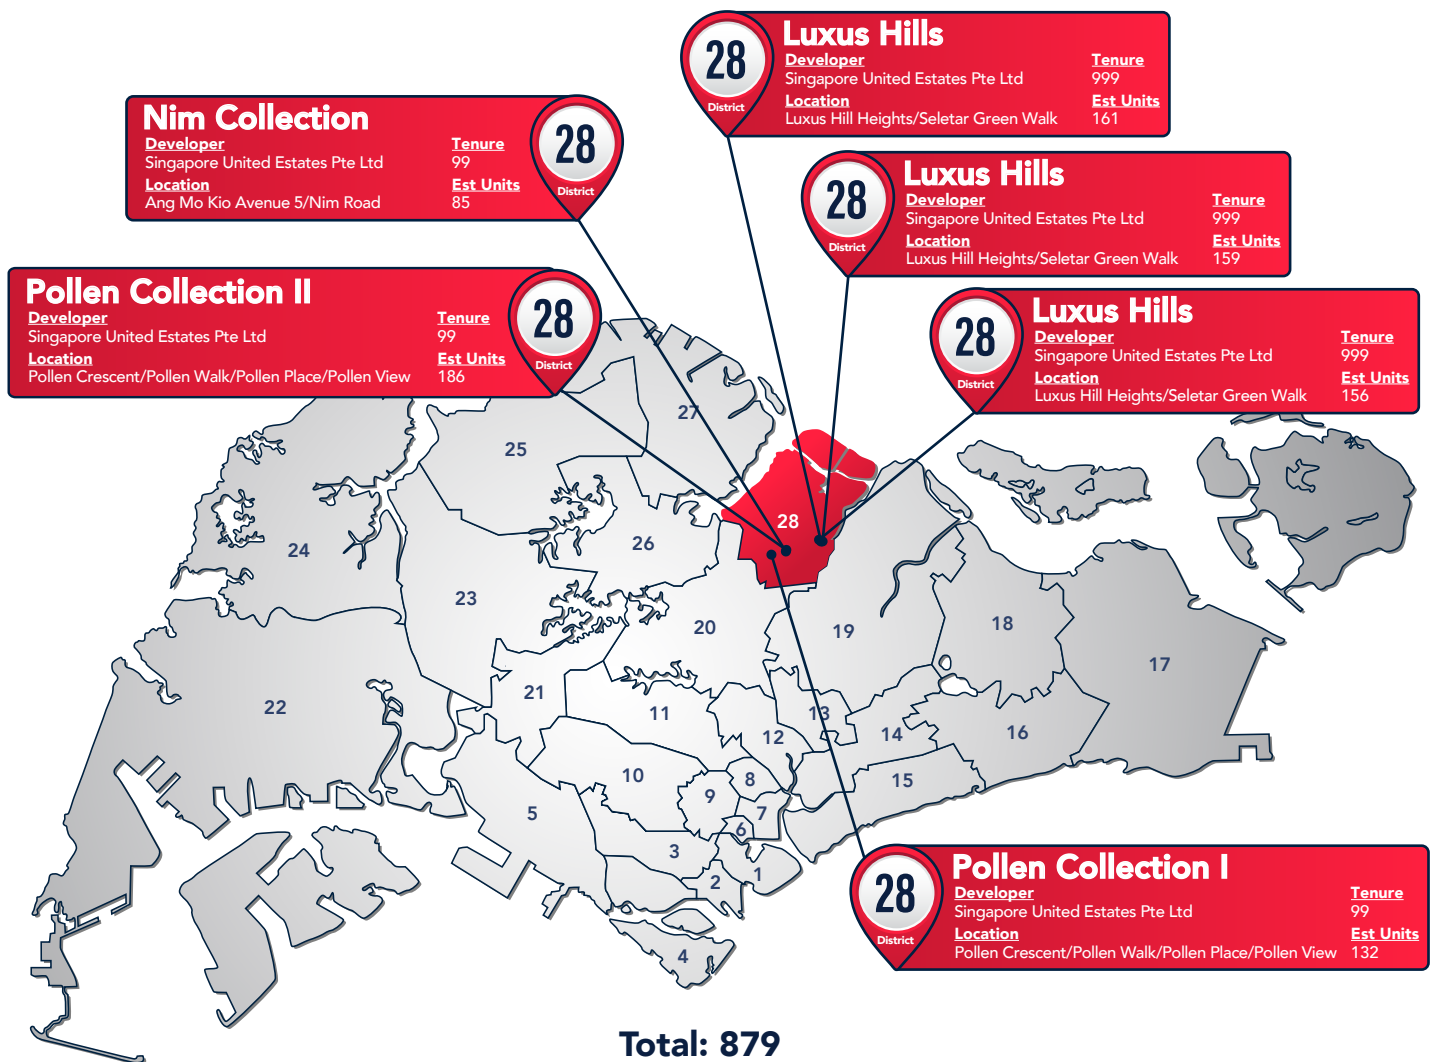 Luxus Hills
Developer Tenure
Singapore United Estates Pte Ltd 999
Location Est Units
Luxus Hill Heights/Seletar Green Walk 161
28
District
Nim Collection
Developer Tenure
Singapore United Estates Pte Ltd 99
Location Est Units
Ang Mo Kio Avenue 5/Nim Road 85
28
District
Luxus Hills
Developer Tenure
Singapore United Estates Pte Ltd 999
Location Est Units
Luxus Hill Heights/Seletar Green Walk 159
28
District
Pollen Collection II
Developer Tenure
Singapore United Estates Pte Ltd 99
Location Est Units
Pollen Crescent/Pollen Walk/Pollen Place/Pollen View 186
28
District
Luxus Hills
Developer Tenure
Singapore United Estates Pte Ltd 999
Location Est Units
Luxus Hill Heights/Seletar Green Walk 156
28
District
27
25
28
24
26
23
20
19
18
17
21
22
11
13
12
14
16
10
8
15
9
7
5
6
3
2
1
4
Pollen Collection I
Developer Tenure
Singapore United Estates Pte Ltd 99
Location Est Units
Pollen Crescent/Pollen Walk/Pollen Place/Pollen View 132
28
District
Total: 879